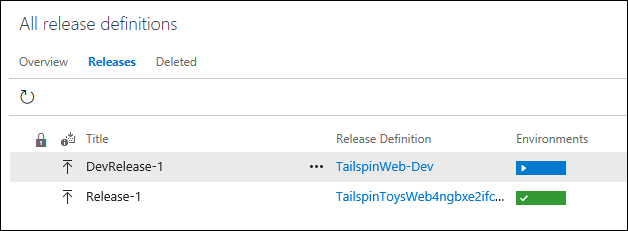 All release definitions
Overview Releases Deleted
Title Release Definition Environments
DevRelease-1 ... TailspinWeb-Dev
Release-1 TailspinToysWeb4ngbxe2ifc...